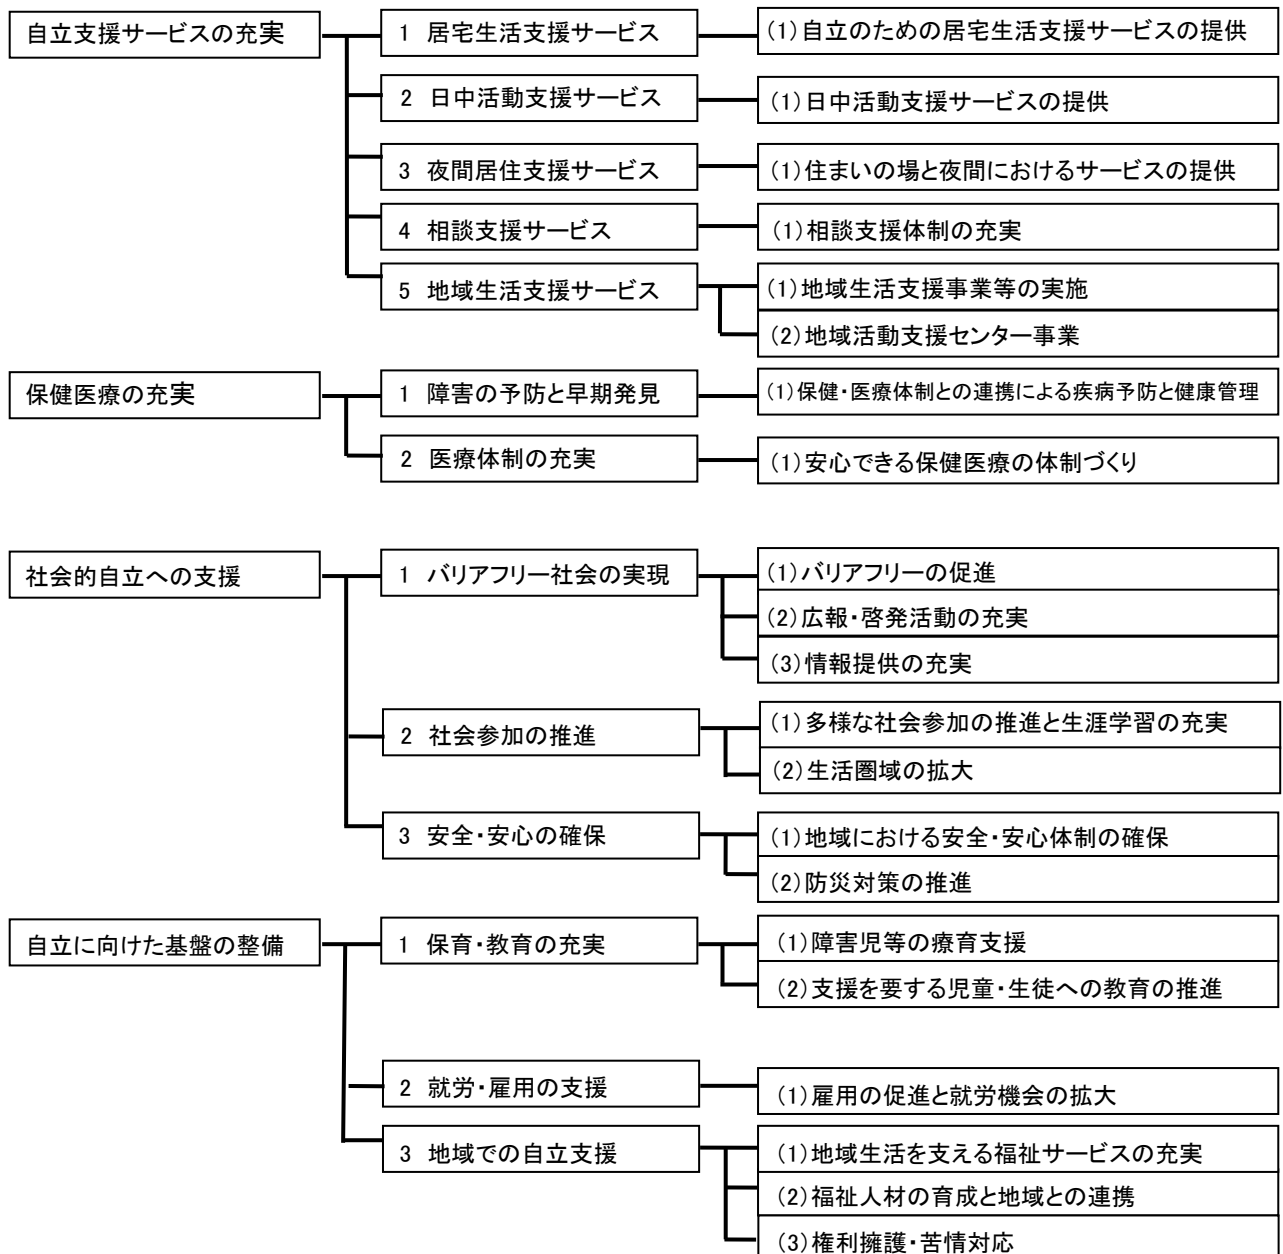 自立支援サービスの充実
1 居宅生活支援サービス
(1)自立のための居宅生活支援サービスの提供
2 日中活動支援サービス
(1)日中活動支援サービスの提供
3 夜間居住支援サービス
(1)住まいの場と夜間におけるサービスの提供
4 相談支援サービス
(1)相談支援体制の充実
5 地域生活支援サービス
(1)地域生活支援事業等の実施
(2)地域活動支援センター事業
保健医療の充実
1 障害の予防と早期発見
(1)保健・医療体制との連携による疾病予防と健康管理
2 医療体制の充実
(1)安心できる保健医療の体制づくり
社会的自立への支援
1 バリアフリー社会の実現
(1)バリアフリーの促進
(2)広報・啓発活動の充実
(3)情報提供の充実
2 社会参加の推進
(1)多様な社会参加の推進と生涯学習の充実
(2)生活圏域の拡大
3 安全・安心の確保
(1)地域における安全・安心体制の確保
(2)防災対策の推進
自立に向けた基盤の整備
1 保育・教育の充実
(1)障害児等の療育支援
(2)支援を要する児童・生徒への教育の推進
2 就労・雇用の支援
(1)雇用の促進と就労機会の拡大
3 地域での自立支援
(1)地域生活を支える福祉サービスの充実
(2)福祉人材の育成と地域との連携
(3)権利擁護・苦情対応